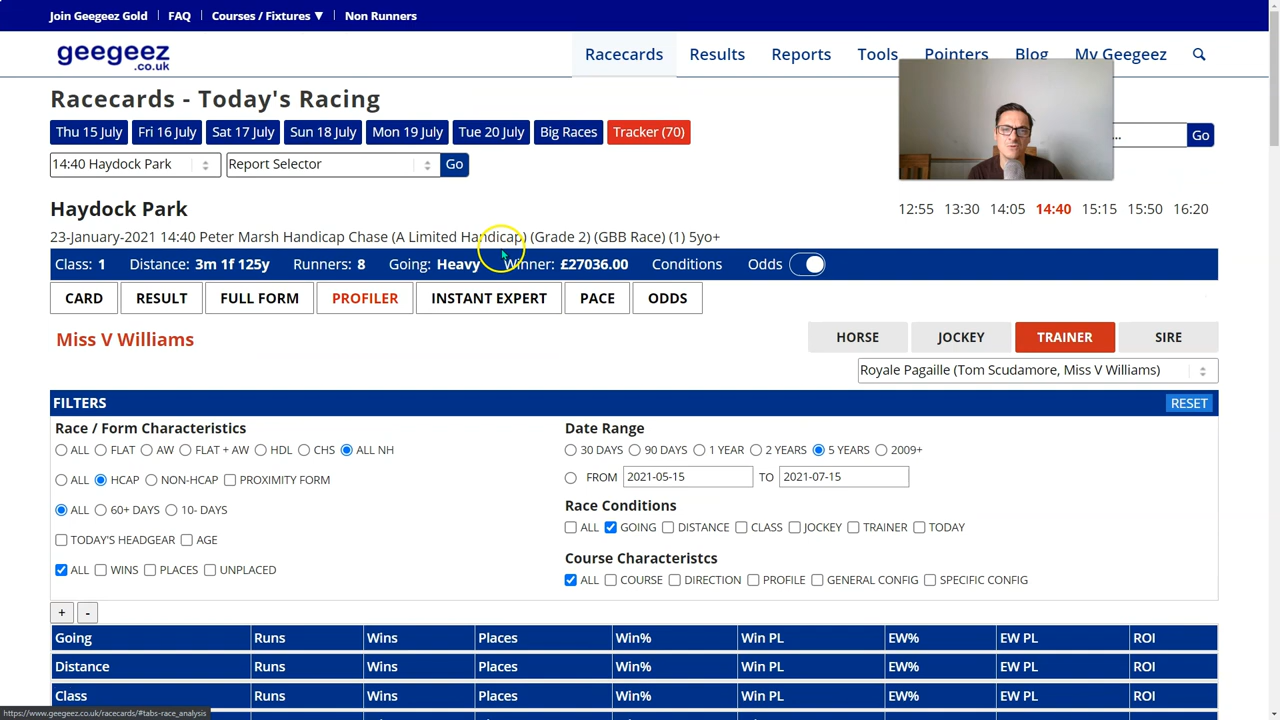 Join Geegeez Gold FAQ Courses / Fixtures ▼ Non Runners
geegeez
.co.uk
Racecards Results Reports Tools Pointers Blog My Geegeez
Racecards - Today's Racing
Thu 15 July Fri 16 July Sat 17 July Sun 18 July Mon 19 July Tue 20 July Big Races Tracker (70)
... Go
14:40 Haydock Park Report Selector Go
Haydock Park
12:55 13:30 14:05 14:40 15:15 15:50 16:20
23-January-2021 14:40 Peter Marsh Handicap Chase (A Limited Handicap) (Grade 2) (GBB Race) (1) 5yo+
Class: 1 Distance: 3m 1f 125y Runners: 8 Going: Heavy Winner: £27036.00 Conditions Odds
CARD RESULT FULL FORM PROFILER INSTANT EXPERT PACE ODDS
Miss V Williams
HORSE JOCKEY TRAINER SIRE
Royale Pagaille (Tom Scudamore, Miss V Williams)
FILTERS RESET
Race / Form Characteristics
ALL FLAT AW FLAT + AW HDL CHS ALL NH
ALL HCAP NON-HCAP PROXIMITY FORM
ALL 60+ DAYS 10- DAYS
TODAY'S HEADGEAR AGE
ALL WINS PLACES UNPLACED
Date Range
30 DAYS 90 DAYS 1 YEAR 2 YEARS 5 YEARS 2009+
FROM 2021-05-15 TO 2021-07-15
Race Conditions
ALL GOING DISTANCE CLASS JOCKEY TRAINER TODAY
Course Characteristcs
ALL COURSE DIRECTION PROFILE GENERAL CONFIG SPECIFIC CONFIG
+ -
Going Runs Wins Places Win% Win PL EW% EW PL ROI
Distance Runs Wins Places Win% Win PL EW% EW PL ROI
Class Runs Wins Places Win% Win PL EW% EW PL ROI
https://www.geegeez.co.uk/racecards/#tabs-race_analysis